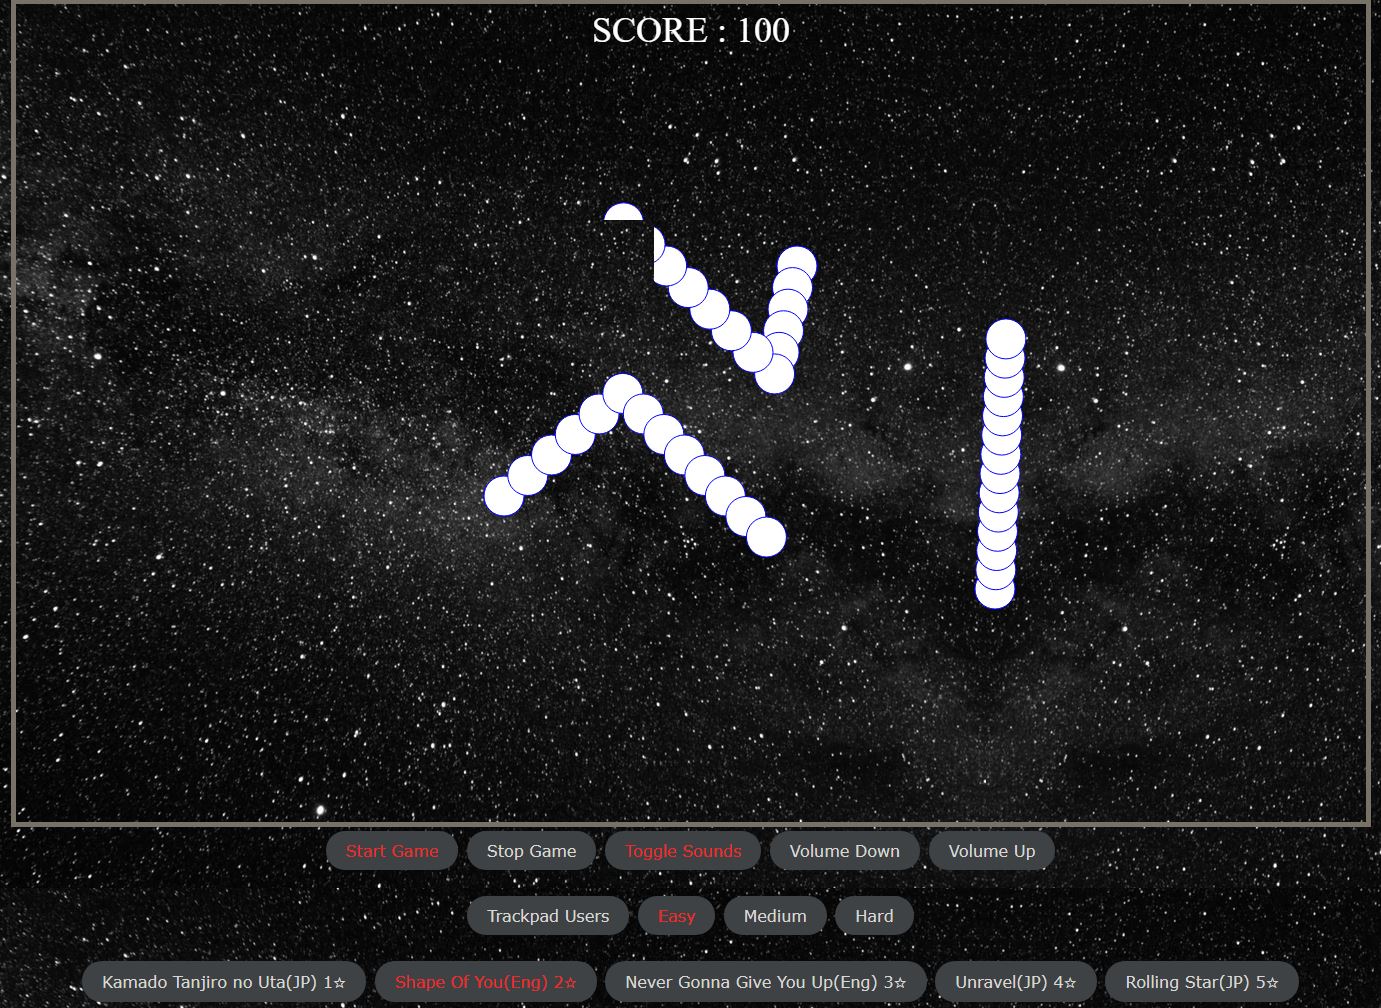 SCORE : 100
Start Game Stop Game Toggle Sounds Volume Down Volume Up
Trackpad Users Easy Medium Hard
Kamado Tanjiro no Uta(JP) 1☆ Shape Of You(Eng) 2☆ Never Gonna Give You Up(Eng) 3☆ Unravel(JP) 4☆ Rolling Star(JP) 5☆